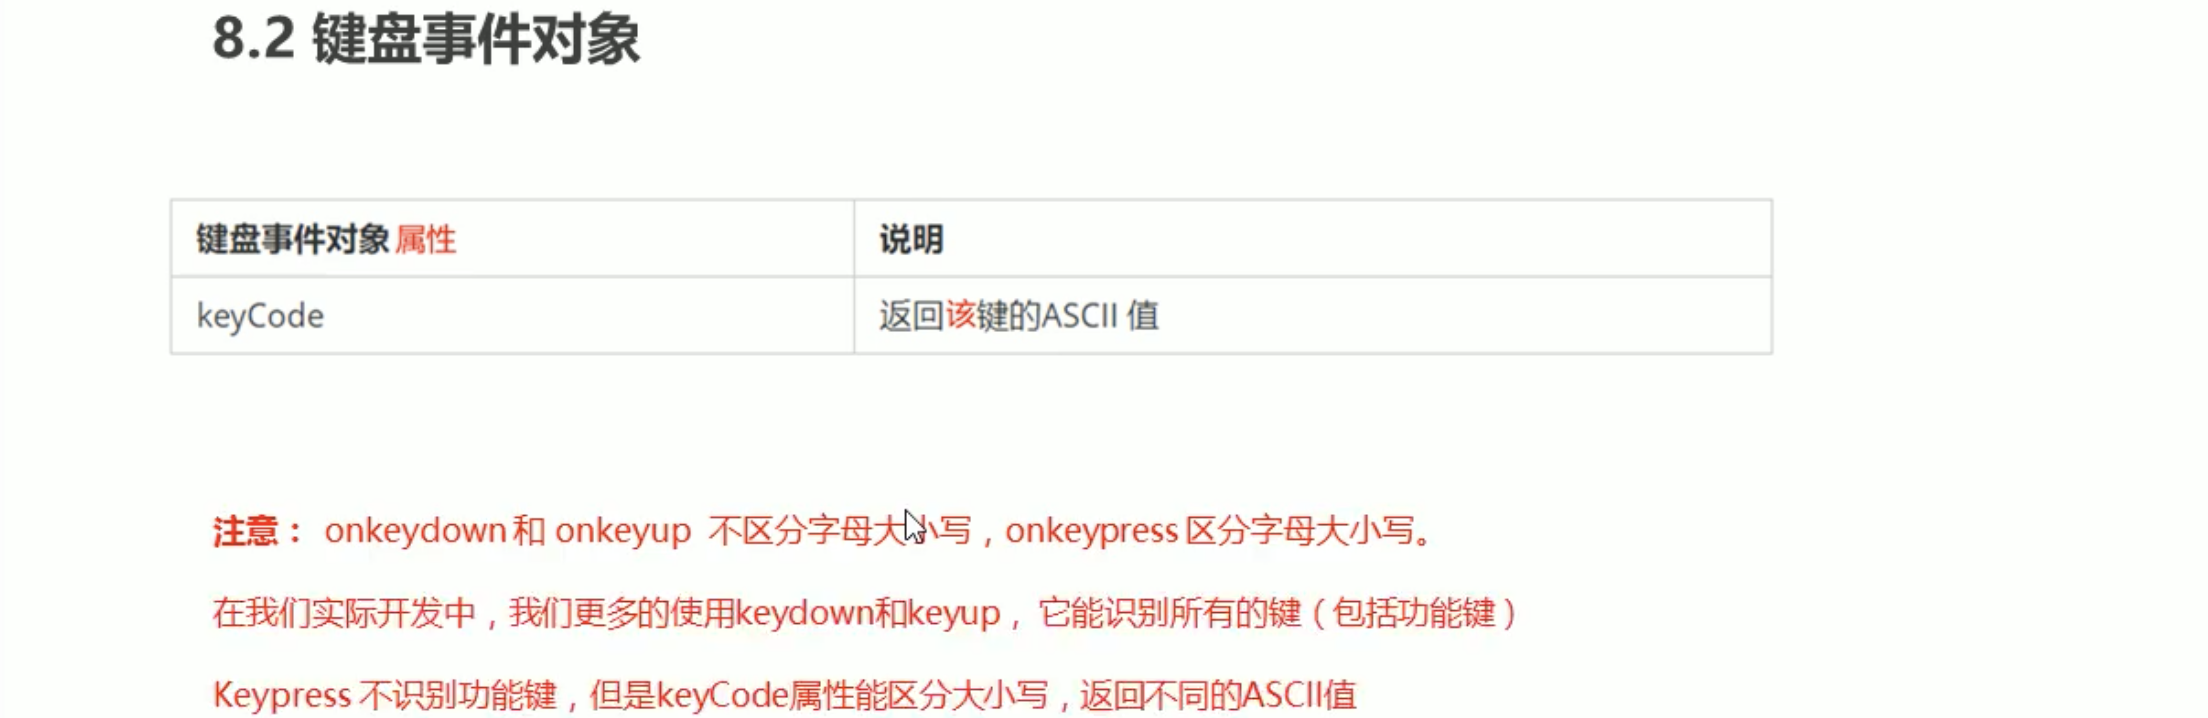 8.2 键盘事件对象
键盘事件对象 属性 说明
keyCode 返回该键的ASCII 值
注意： onkeydown 和 onkeyup 不区分字母大小写，onkeypress 区分字母大小写。
在我们实际开发中，我们更多的使用keydown和keyup， 它能识别所有的键（包括功能键）
Keypress 不识别功能键，但是keyCode属性能区分大小写，返回不同的ASCII值